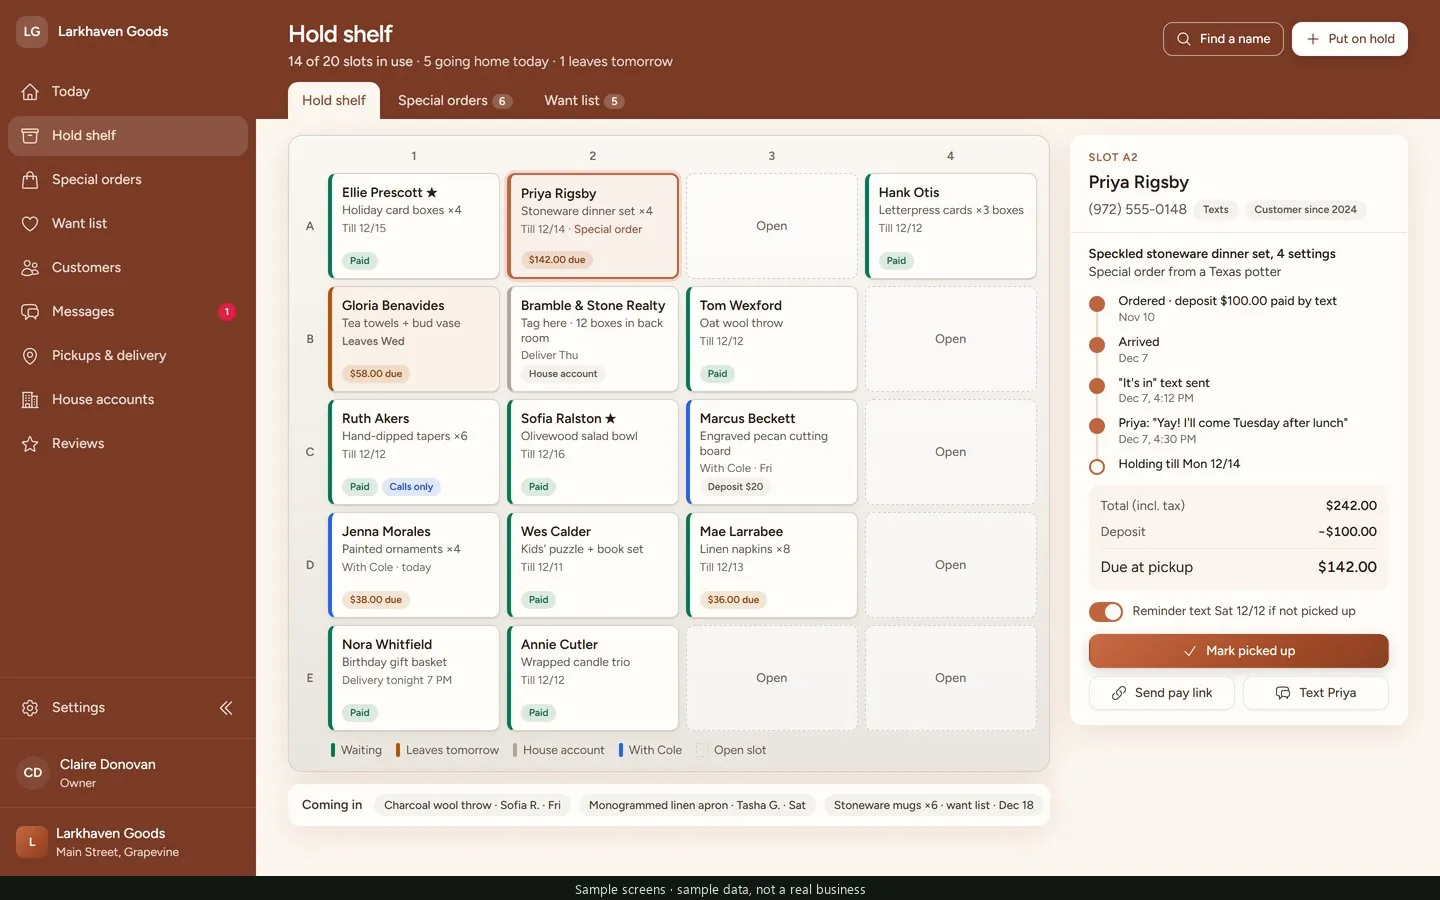 LG Larkhaven Goods
Today
Hold shelf
Special orders
Want list
Customers
Messages 1
Pickups & delivery
House accounts
Reviews
Settings
CD Claire Donovan
Owner
L Larkhaven Goods
Main Street, Grapevine
Hold shelf
14 of 20 slots in use · 5 going home today · 1 leaves tomorrow
Find a name
Put on hold
Hold shelf
Special orders 6
Want list 5
1 2 3 4
A
Ellie Prescott ★
Holiday card boxes ×4
Till 12/15
Paid
Priya Rigsby
Stoneware dinner set ×4
Till 12/14 · Special order
$142.00 due
Open
Hank Otis
Letterpress cards ×3 boxes
Till 12/12
Paid
B
Gloria Benavides
Tea towels + bud vase
Leaves Wed
$58.00 due
Bramble & Stone Realty
Tag here · 12 boxes in back
room
Deliver Thu
House account
Tom Wexford
Oat wool throw
Till 12/12
Paid
Open
C
Ruth Akers
Hand-dipped tapers ×6
Till 12/12
Paid Calls only
Sofia Ralston ★
Olivewood salad bowl
Till 12/16
Paid
Marcus Beckett
Engraved pecan cutting
board
With Cole · Fri
Deposit $20
Open
D
Jenna Morales
Painted ornaments ×4
With Cole · today
$38.00 due
Wes Calder
Kids' puzzle + book set
Till 12/11
Paid
Mae Larrabee
Linen napkins ×8
Till 12/13
$36.00 due
Open
E
Nora Whitfield
Birthday gift basket
Delivery tonight 7 PM
Paid
Annie Cutler
Wrapped candle trio
Till 12/12
Paid
Open
Open
Waiting Leaves tomorrow House account With Cole Open slot
Coming in Charcoal wool throw · Sofia R. · Fri Monogrammed linen apron · Tasha G. · Sat Stoneware mugs ×6 · want list · Dec 18
SLOT A2
Priya Rigsby
(972) 555-0148 Texts Customer since 2024
Speckled stoneware dinner set, 4 settings
Special order from a Texas potter
Ordered · deposit $100.00 paid by text
Nov 10
Arrived
Dec 7
"It's in" text sent
Dec 7, 4:12 PM
Priya: "Yay! I'll come Tuesday after lunch"
Dec 7, 4:30 PM
Holding till Mon 12/14
Total (incl. tax) $242.00
Deposit −$100.00
Due at pickup $142.00
Reminder text Sat 12/12 if not picked up
Mark picked up
Send pay link
Text Priya
Sample screens · sample data, not a real business